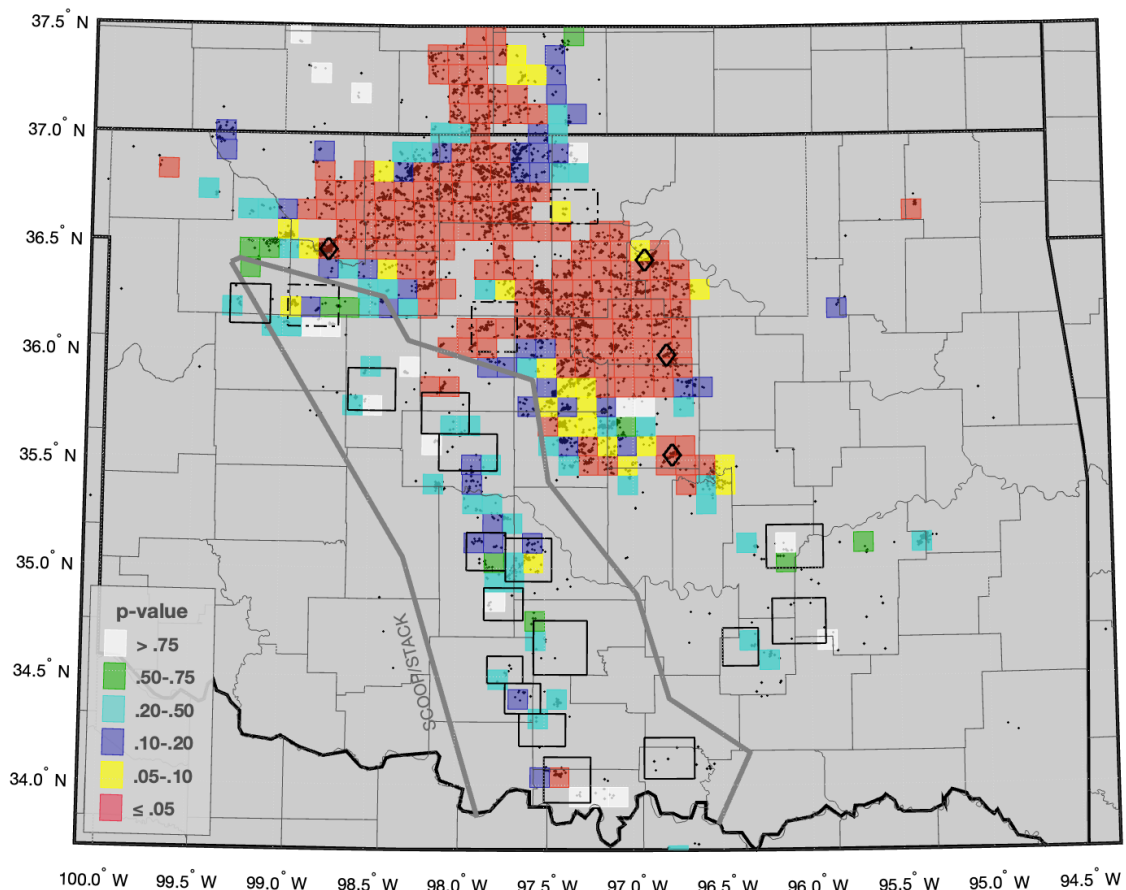 37.5° N
37.0° N
36.5° N
36.0° N
35.5° N
35.0° N
34.5° N
34.0° N
p-value
> .75
.50-.75
.20-.50
.10-.20
.05-.10
≤ .05
SCOOP/STACK
100.0° W 99.5° W 99.0° W 98.5° W 98.0° W 97.5° W 97.0° W 96.5° W 96.0° W 95.5° W 95.0° W 94.5° W